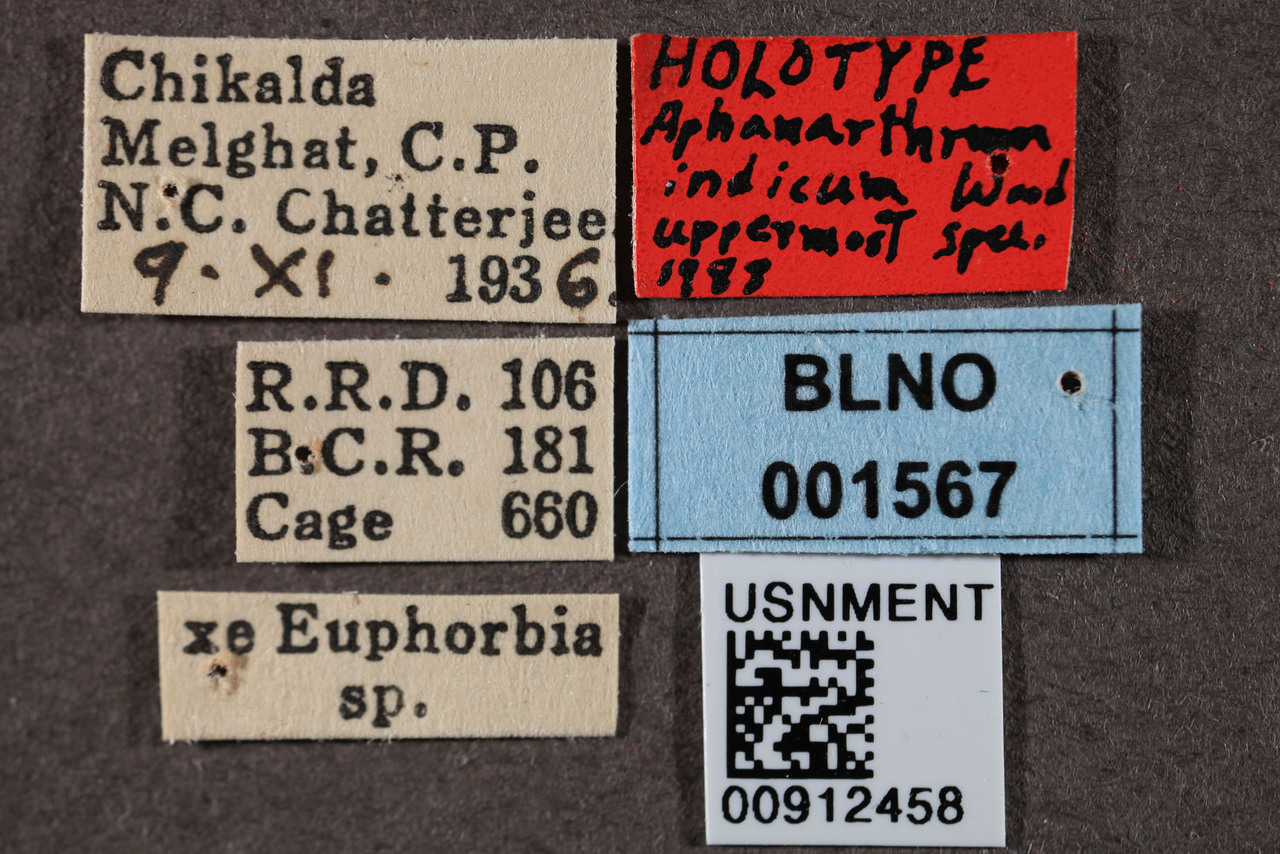 Chikalda
Melghat, C.P.
N.C. Chatterjee
9. XI. 1936.
HOLOTYPE
Aphanarthrum
indicum Wood
uppermost spec.
1988
R.R.D. 106
B.C.R. 181
Cage 660
BLNO
001567
xe Euphorbia
sp.
USNMENT
00912458